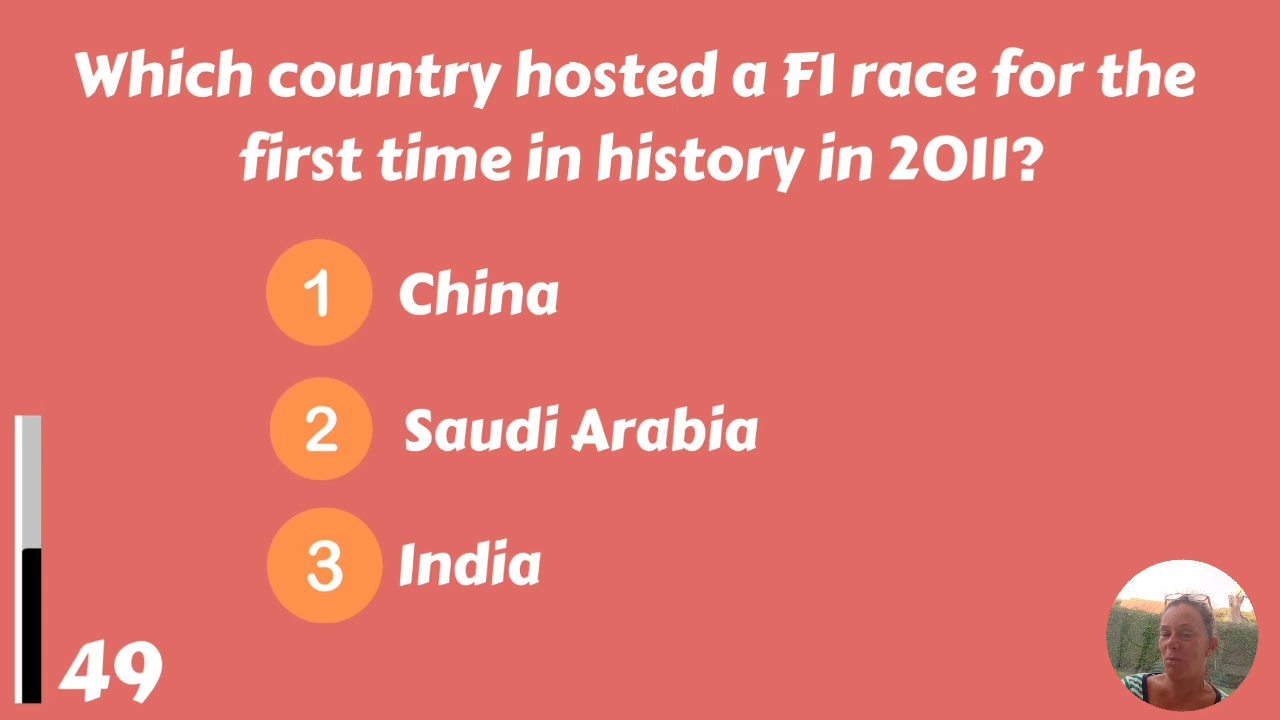 Which country hosted a F1 race for the
first time in history in 2011?
1 China
2 Saudi Arabia
3 India
49